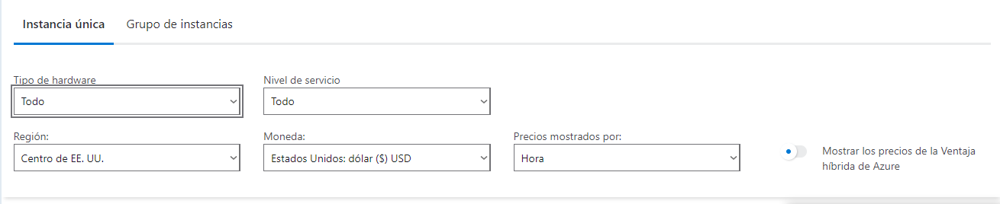 Instancia única
Grupo de instancias
Tipo de hardware
Nivel de servicio
Todo
Todo
Región:
Moneda:
Precios mostrados por:
Centro de EE. UU.
Estados Unidos: dólar ($) USD
Hora
Mostrar los precios de la Ventaja
híbrida de Azure